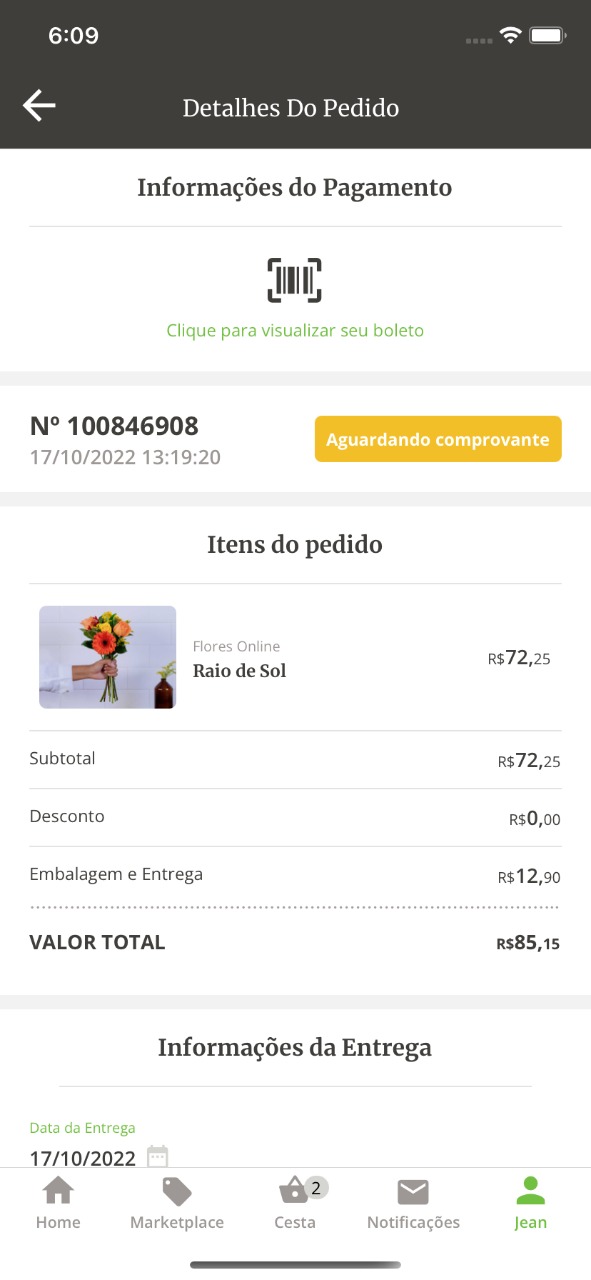 6:09
Detalhes Do Pedido
Informações do Pagamento
Clique para visualizar seu boleto
Nº 100846908
Aguardando comprovante
17/10/2022 13:19:20
Itens do pedido
Flores Online
Raio de Sol
R$72,25
Subtotal
R$72,25
Desconto
R$0,00
Embalagem e Entrega
R$12,90
VALOR TOTAL
R$85,15
Informações da Entrega
Data da Entrega
17/10/2022
2
Home
Marketplace
Cesta
Notificações
Jean